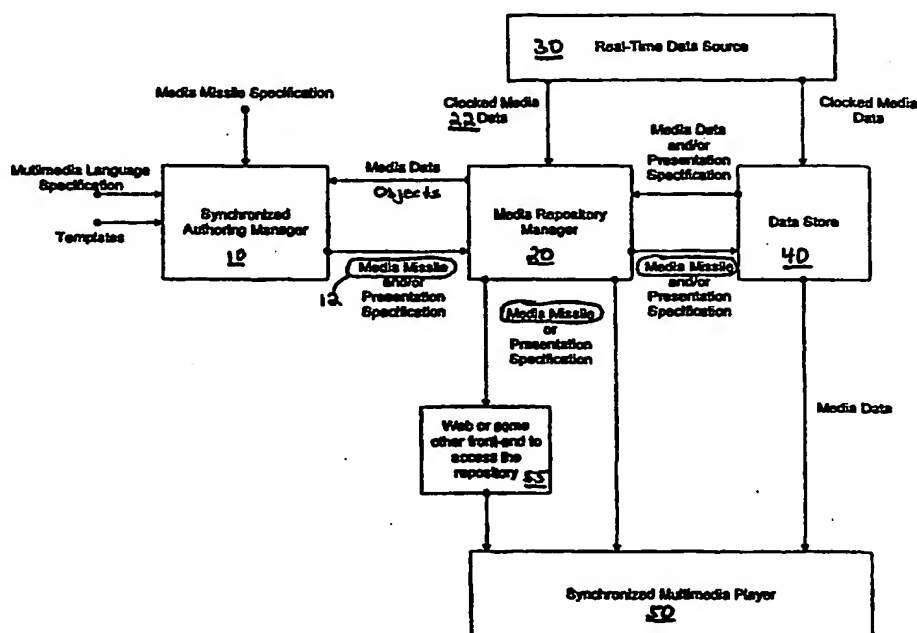 30 Real-Time Data Source
Media Missile Specification
Clocked Media
22 Data
Clocked Media
Data
Media Data
and/or
Presentation
Specification
Multimedia Language
Specification
Templates
Synchronized
Authoring Manager
10
Media Data
Objects
Media Repository
Manager
20
Data Store
40
12 Media Missile
and/or
Presentation
Specification
Media Missile
and/or
Presentation
Specification
Media Missile
or
Presentation
Specification
Media Data
Web or some
other front-end to
access the
repository 55
Synchronized Multimedia Player
50